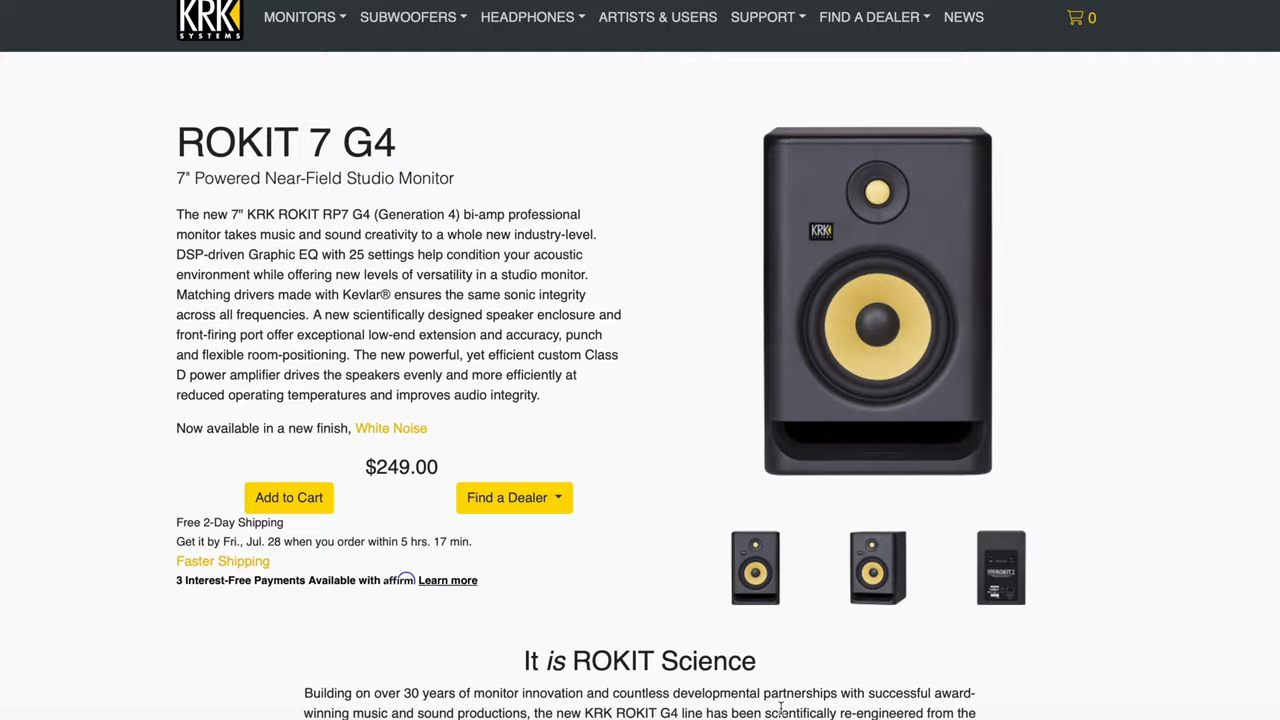 KRK
SYSTEMS
MONITORS SUBWOOFERS HEADPHONES ARTISTS & USERS SUPPORT FIND A DEALER NEWS
0
ROKIT 7 G4
7" Powered Near-Field Studio Monitor
The new 7" KRK ROKIT RP7 G4 (Generation 4) bi-amp professional
monitor takes music and sound creativity to a whole new industry-level.
DSP-driven Graphic EQ with 25 settings help condition your acoustic
environment while offering new levels of versatility in a studio monitor.
Matching drivers made with Kevlar® ensures the same sonic integrity
across all frequencies. A new scientifically designed speaker enclosure and
front-firing port offer exceptional low-end extension and accuracy, punch
and flexible room-positioning. The new powerful, yet efficient custom Class
D power amplifier drives the speakers evenly and more efficiently at
reduced operating temperatures and improves audio integrity.
Now available in a new finish, White Noise
$249.00
Add to Cart
Find a Dealer
Free 2-Day Shipping
Get it by Fri., Jul. 28 when you order within 5 hrs. 17 min.
Faster Shipping
3 Interest-Free Payments Available with affirm Learn more
KRK
ROKIT 7
It is ROKIT Science
Building on over 30 years of monitor innovation and countless developmental partnerships with successful award-
winning music and sound productions, the new KRK ROKIT G4 line has been scientifically re-engineered from the